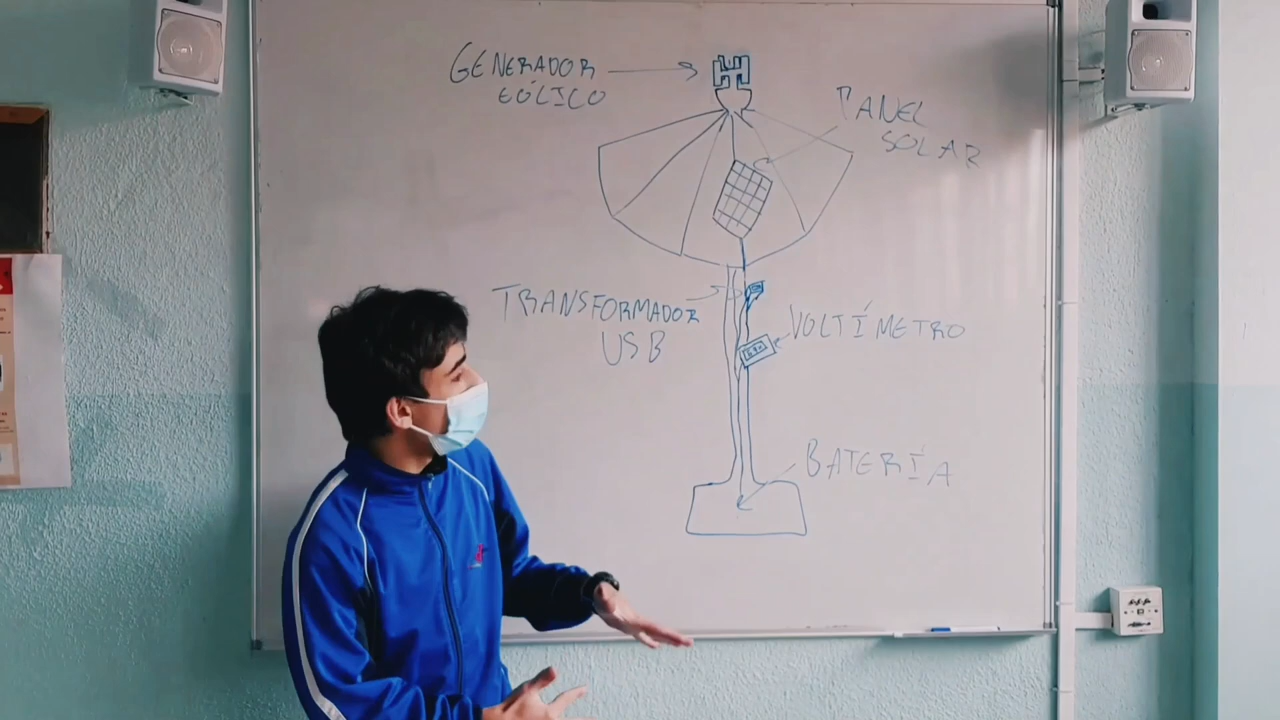 GENERADOR
EÓLICO
PANEL
SOLAR
TRANSFORMADOR
USB
VOLTÍMETRO
BATERÍA